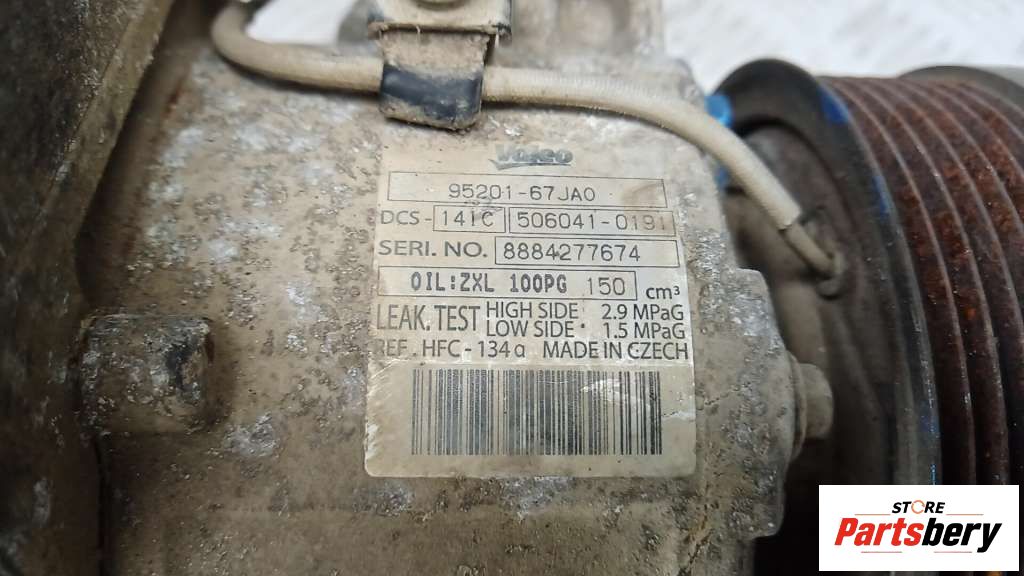 Valeo
95201-67JA0
DCS- 14IC 506041-0191
SERI. NO. 8884277674
OIL:ZXL 100PG 150 cm³
LEAK. TEST HIGH SIDE : 2.9 MPaG
LOW SIDE : 1.5 MPaG
REF. HFC-134a MADE IN CZECH
STORE
Partsbery